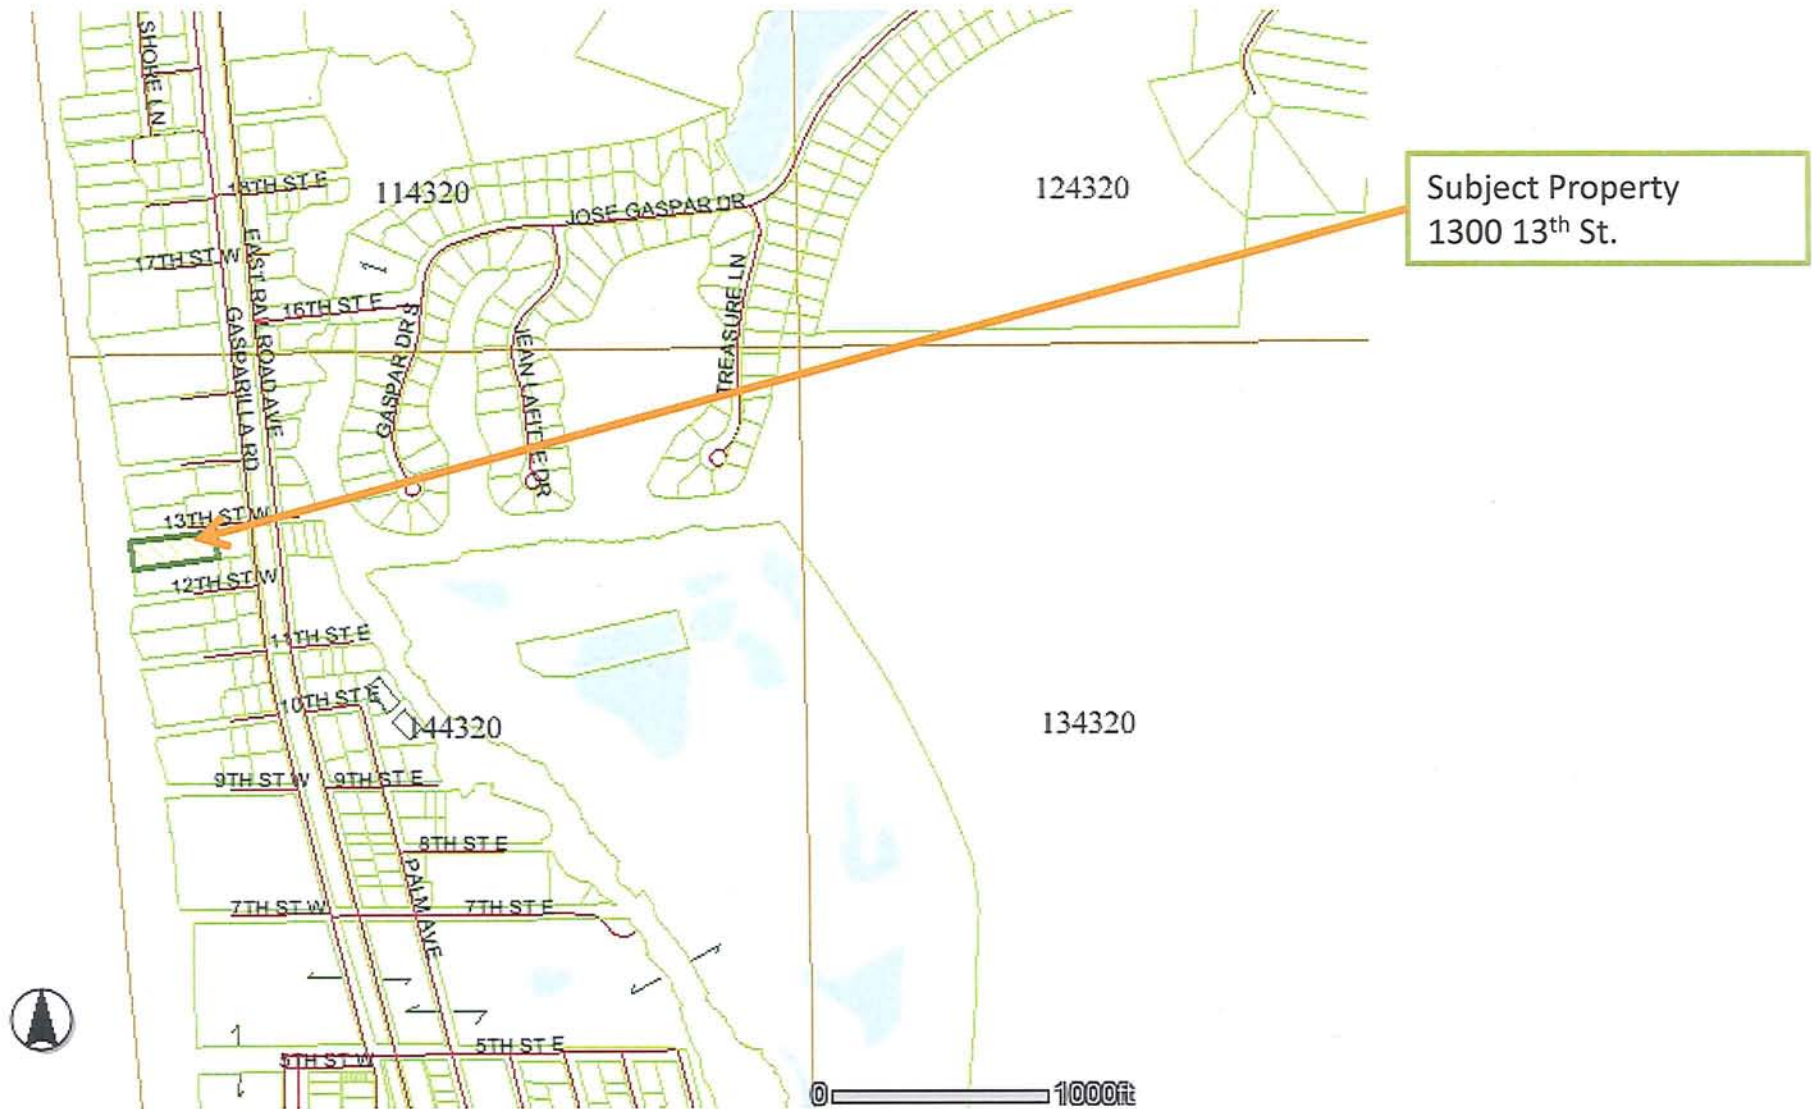 SHORE LN
18TH ST E
114320
124320
JOSE GASPAR DR
Subject Property
1300 13th St.
17TH ST W
EAST RAILROAD AVE
16TH ST E
GASPARILLA RD
GASPAR DR S
JEAN LAFITTE DR
TREASURE LN
13TH ST W
12TH ST W
11TH ST E
10TH ST E
144320
134320
9TH ST W
9TH ST E
8TH ST E
PALM AVE
7TH ST W
7TH ST E
5TH ST E
5TH ST W
0
1000ft